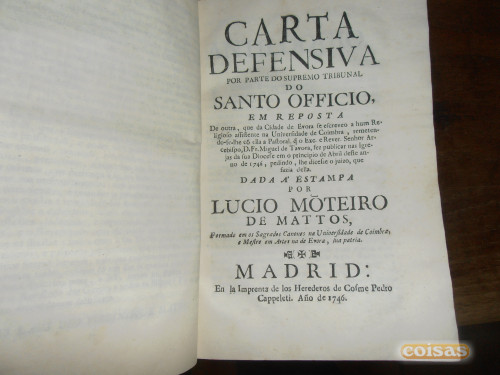 CARTA
DEFENSIVA
POR PARTE DO SUPREMO TRIBUNAL
DO
SANTO OFFICIO,
EM REPOSTA
De outra, que da Cidade de Evora se escreveo a hum Re-
ligioso assistente na Universidade de Coimbra, remetten-
do-se-lhe cõ ella a Pastoral, q̃ o Exc. e Rever. Senhor Ar-
cebispo, D. Fr. Miguel de Tavora, fez publicar nas Igre-
jas da sua Diocese em o principio de Abril deste an-
no de 1746, pedindo, lhe dissesse o juizo, que
fazia della.
DADA A' ESTAMPA
POR
LUCIO MÕTEIRO
DE MATTOS,
Formado em os Sagrados Canones na Universidade de Coimbra,
e Mestre em Artes na de Evora, sua patria.
MADRID:
En la Imprenta de los Herederos de Cosme Pedro
Cappeleti. Año de 1746.
coisas